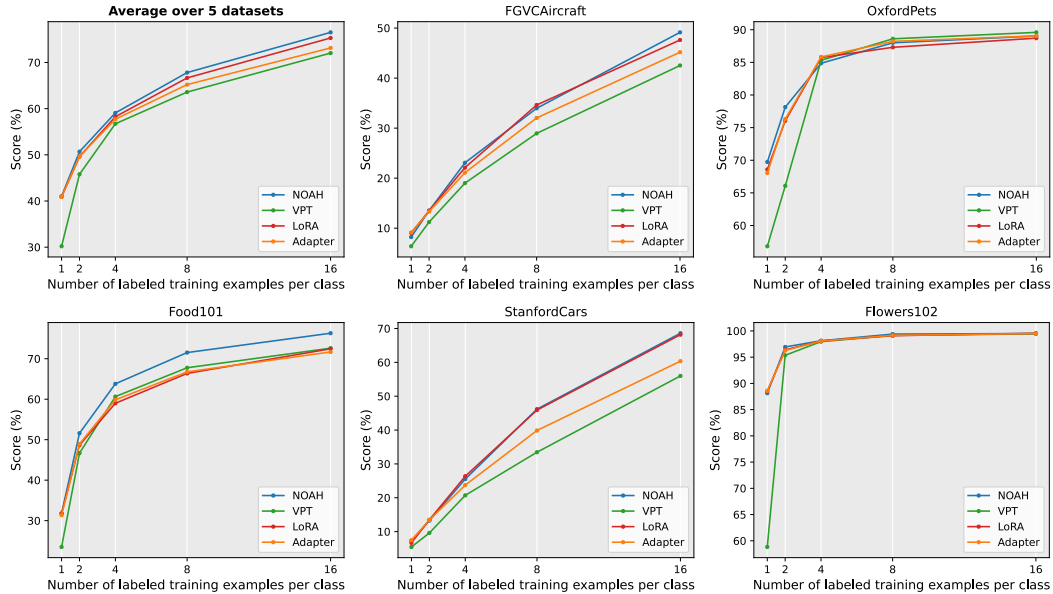 Average over 5 datasets
Score (%)
70
60
50
40
30
NOAH
VPT
LoRA
Adapter
1 2 4 8 16
Number of labeled training examples per class
FGVCAircraft
Score (%)
50
40
30
20
10
NOAH
VPT
LoRA
Adapter
1 2 4 8 16
Number of labeled training examples per class
OxfordPets
Score (%)
90
85
80
75
70
65
60
NOAH
VPT
LoRA
Adapter
1 2 4 8 16
Number of labeled training examples per class
Food101
Score (%)
70
60
50
40
30
NOAH
VPT
LoRA
Adapter
1 2 4 8 16
Number of labeled training examples per class
StanfordCars
Score (%)
70
60
50
40
30
20
10
NOAH
VPT
LoRA
Adapter
1 2 4 8 16
Number of labeled training examples per class
Flowers102
Score (%)
100
95
90
85
80
75
70
65
60
NOAH
VPT
LoRA
Adapter
1 2 4 8 16
Number of labeled training examples per class